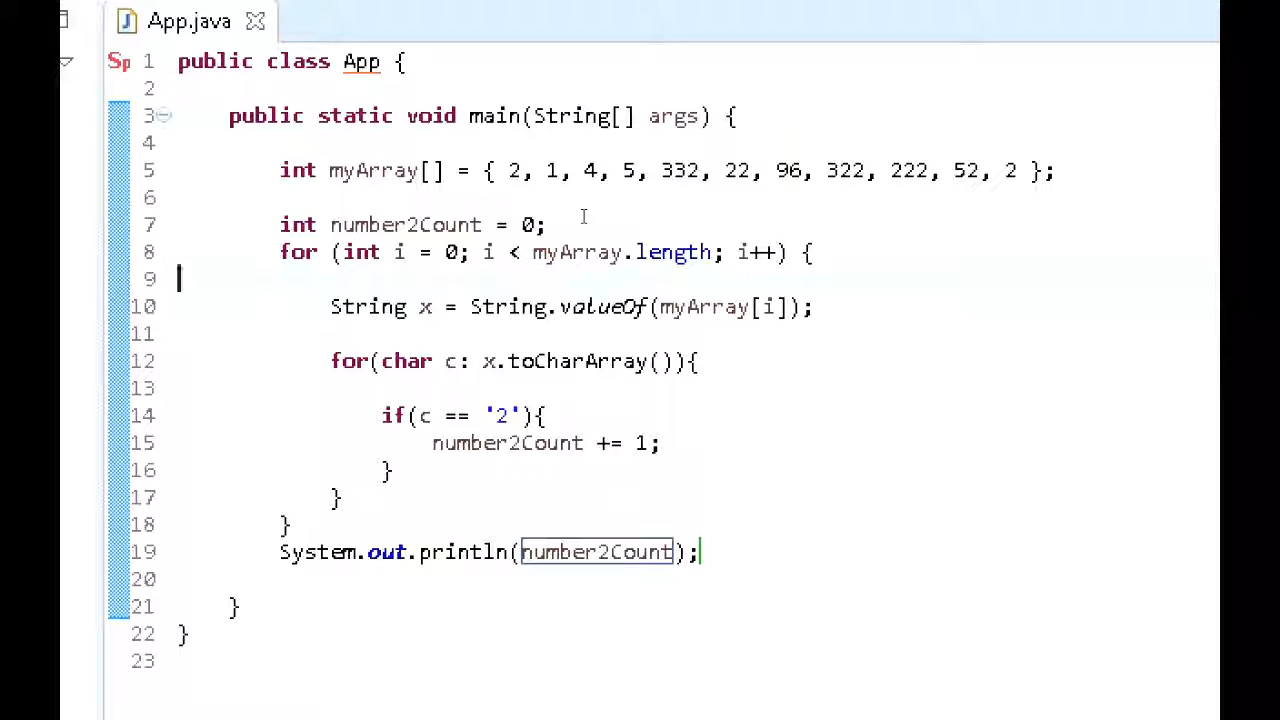 App.java
Sp 1 public class App {
2
3 public static void main(String[] args) {
4
5 int myArray[] = { 2, 1, 4, 5, 332, 22, 96, 322, 222, 52, 2 };
6
7 int number2Count = 0;
8 for (int i = 0; i < myArray.length; i++) {
9
10 String x = String.valueOf(myArray[i]);
11
12 for(char c: x.toCharArray()){
13
14 if(c == '2'){
15 number2Count += 1;
16 }
17 }
18 }
19 System.out.println(number2Count);
20
21 }
22 }
23